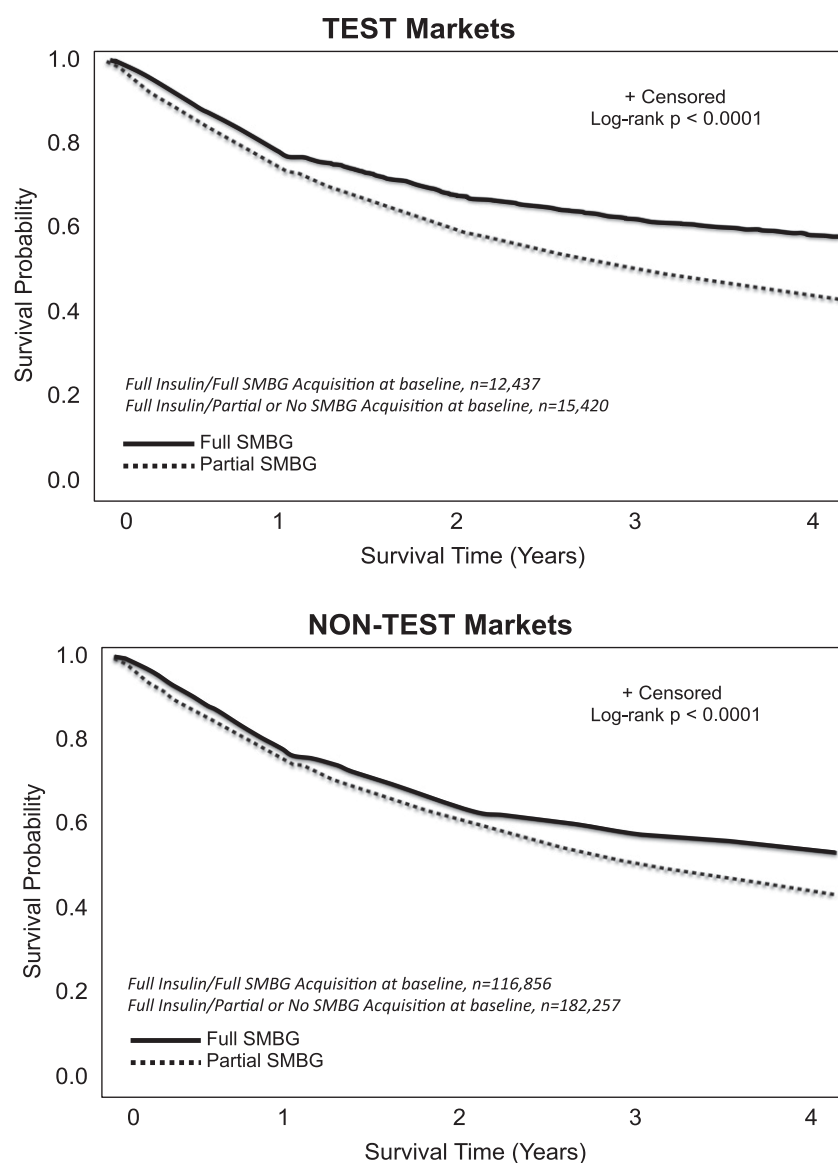 TEST Markets
1.0
+ Censored
Log-rank p < 0.0001
0.8
0.6
0.4
0.2
0.0
Survival Probability
Full Insulin/Full SMBG Acquisition at baseline, n=12,437
Full Insulin/Partial or No SMBG Acquisition at baseline, n=15,420
Full SMBG
Partial SMBG
0 1 2 3 4
Survival Time (Years)
NON-TEST Markets
1.0
+ Censored
Log-rank p < 0.0001
0.8
0.6
0.4
0.2
0.0
Survival Probability
Full Insulin/Full SMBG Acquisition at baseline, n=116,856
Full Insulin/Partial or No SMBG Acquisition at baseline, n=182,257
Full SMBG
Partial SMBG
0 1 2 3 4
Survival Time (Years)